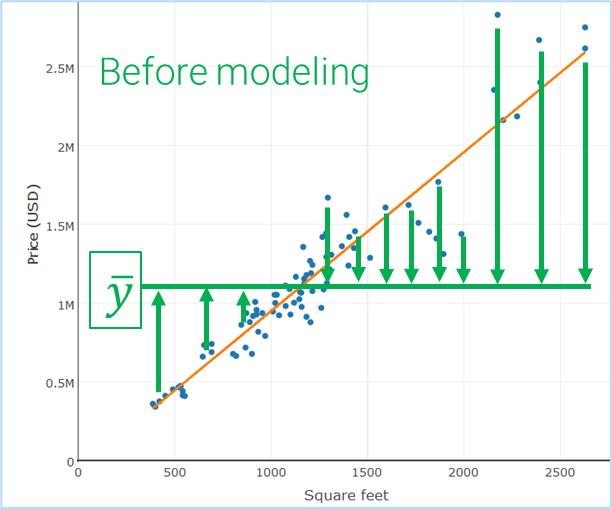 Before modeling
2.5M
2M
1.5M
1M
0.5M
0
Price (USD)
ȳ
0 500 1000 1500 2000 2500
Square feet